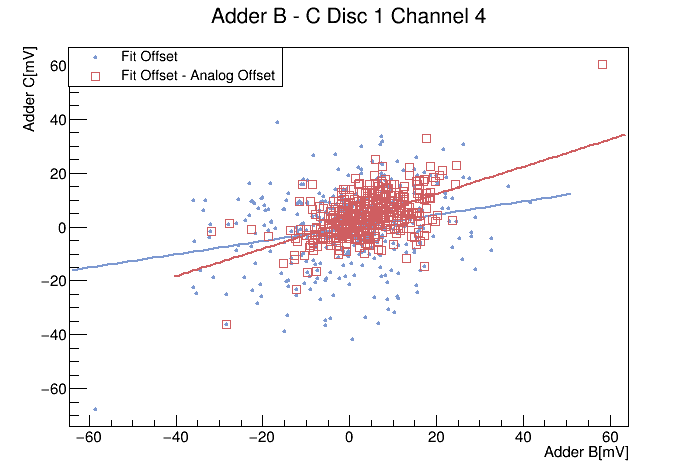 Adder B - C Disc 1 Channel 4
Adder C[mV]
Fit Offset
Fit Offset - Analog Offset
60
40
20
0
−20
−40
−60
−60 −40 −20 0 20 40 60
Adder B[mV]